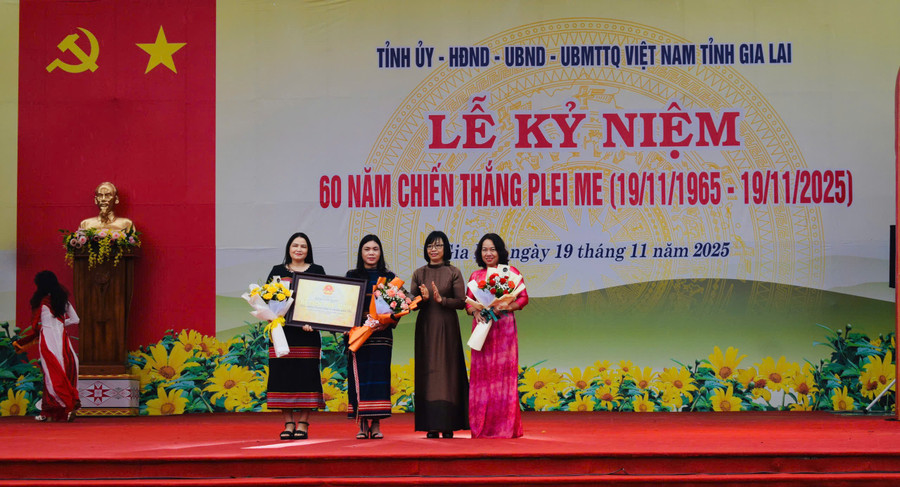 TỈNH ỦY - HĐND - UBND - UBMTTQ VIỆT NAM TỈNH GIA LAI
LỄ KỶ NIỆM
60 NĂM CHIẾN THẮNG PLEI ME (19/11/1965 - 19/11/2025)
Gia ngày 19 tháng 11 năm 2025